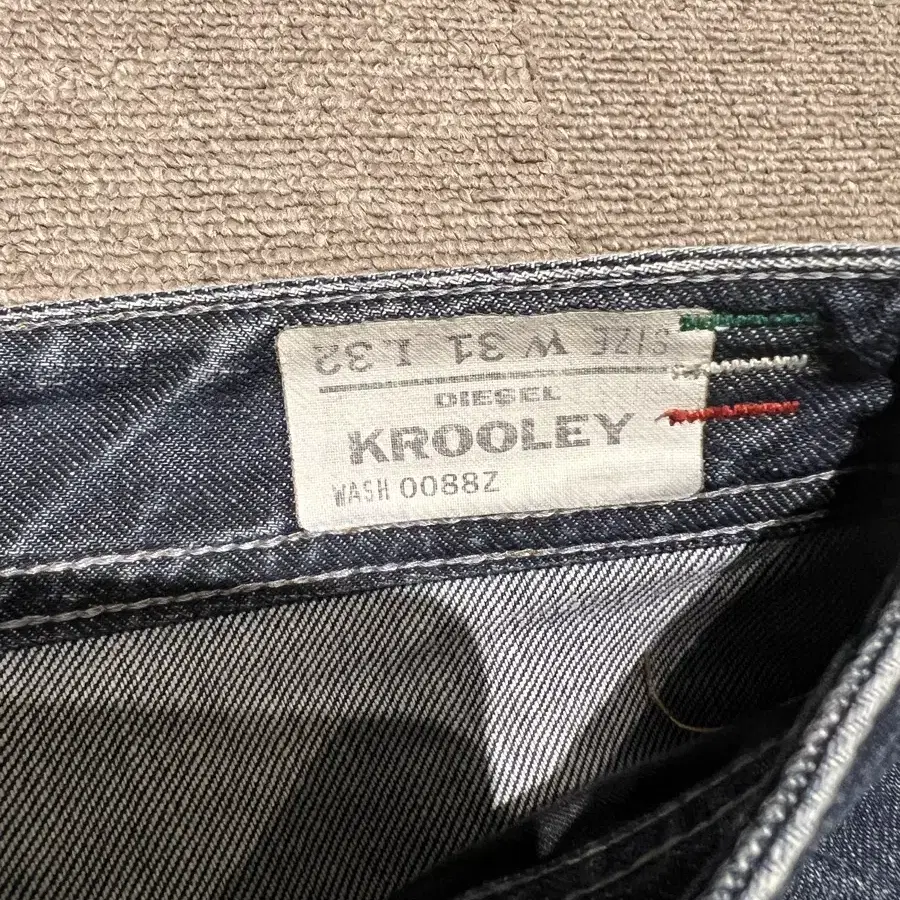 SIZE W 31 L 32
DIESEL
KROOLEY
WASH 0088Z